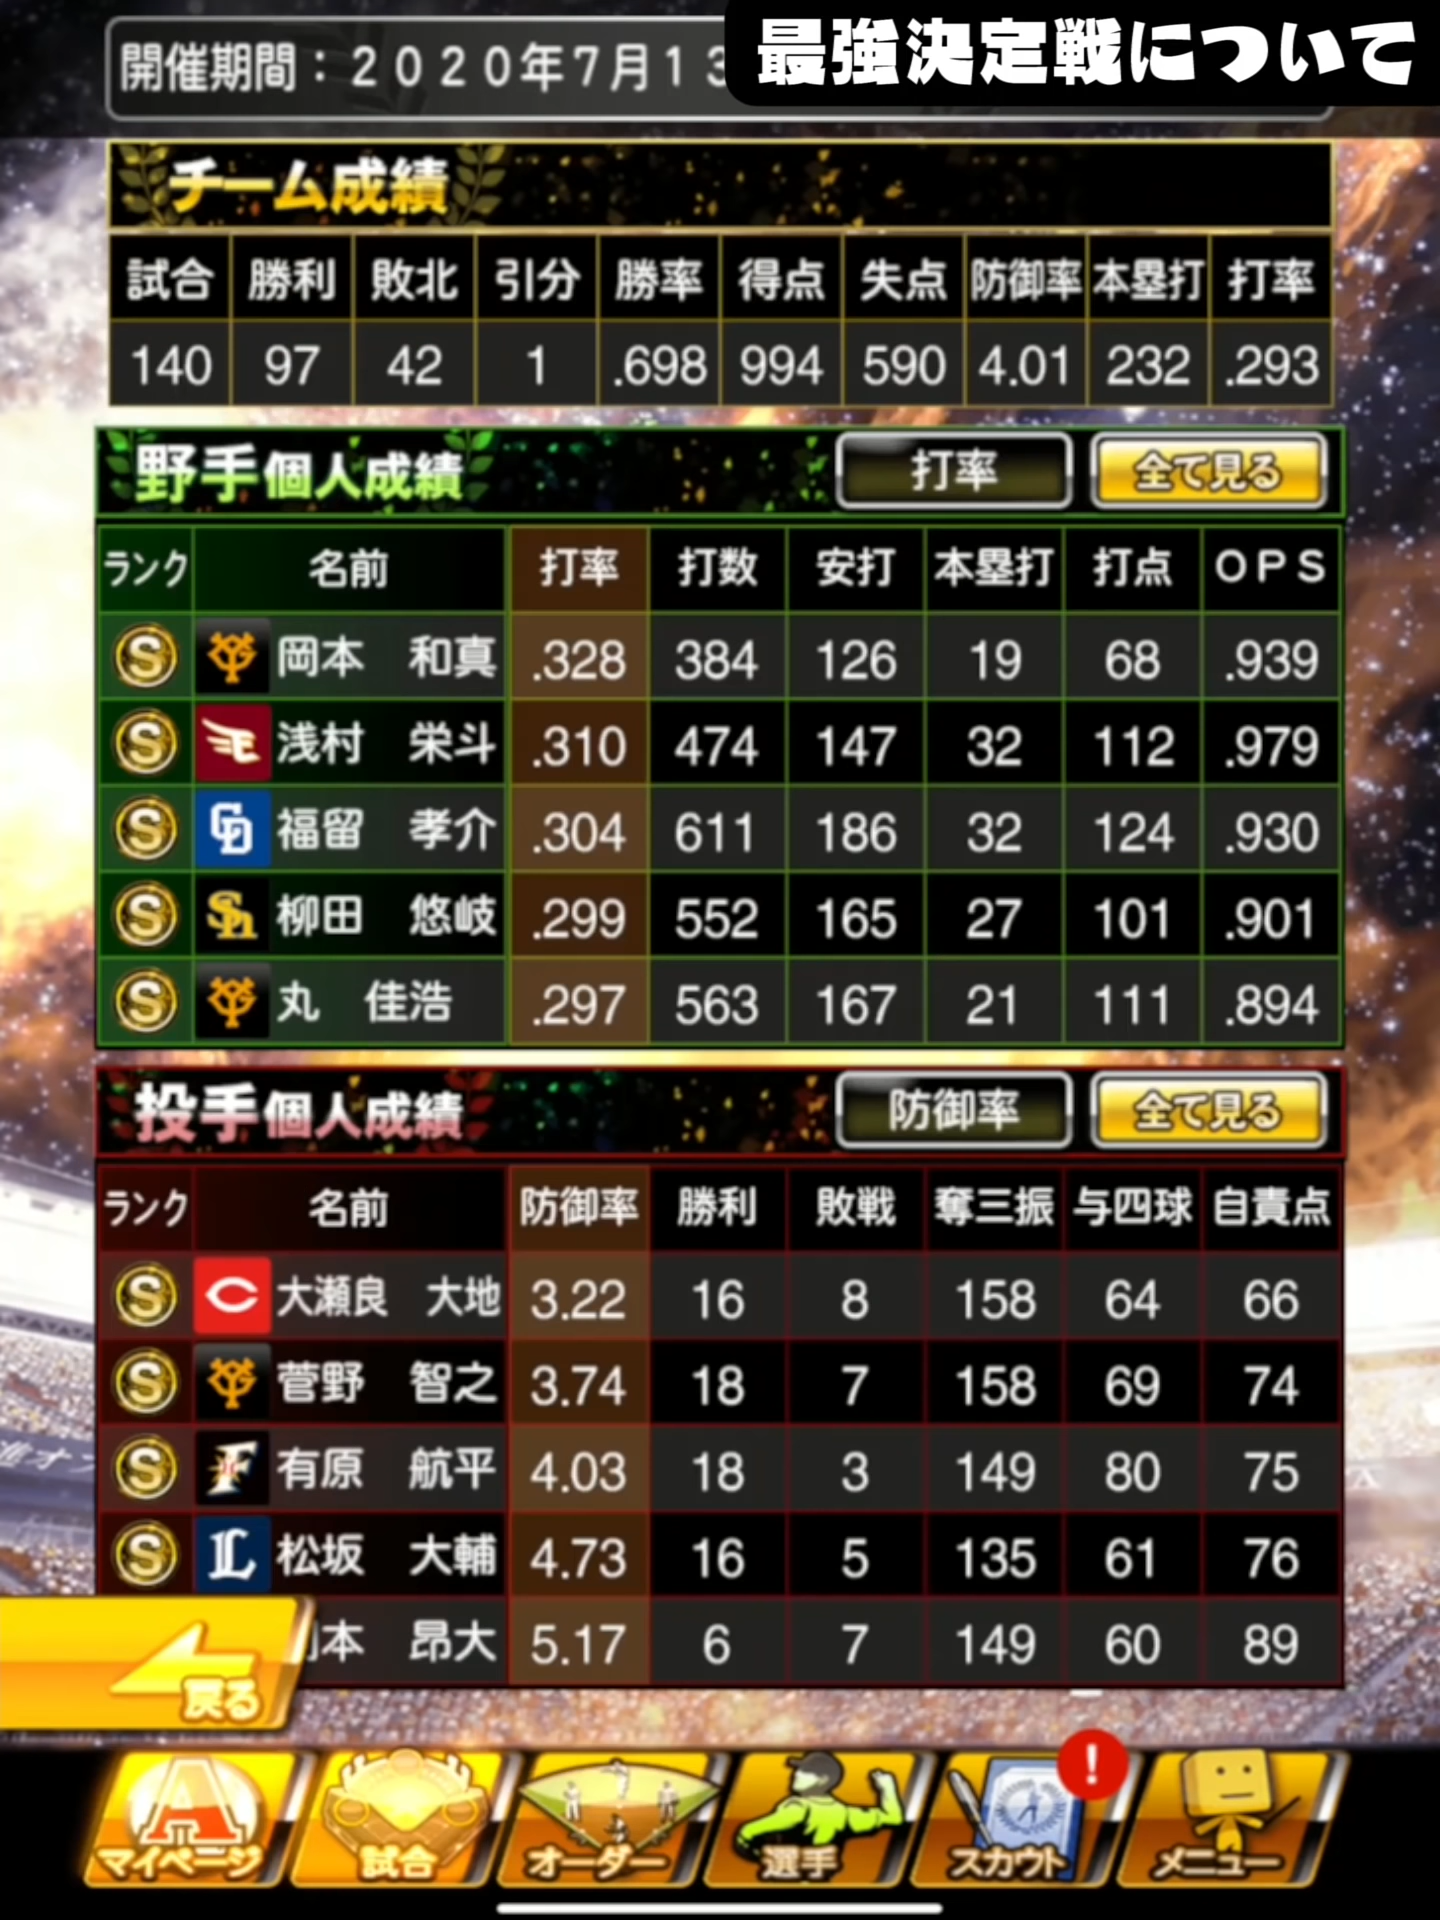 開催期間：２０２０年７月１３
最強決定戦について
チーム成績
試合 勝利 敗北 引分 勝率 得点 失点 防御率 本塁打 打率
140 97 42 1 .698 994 590 4.01 232 .293
野手個人成績 打率 全て見る
ランク 名前 打率 打数 安打 本塁打 打点 ＯＰＳ
S 岡本 和真 .328 384 126 19 68 .939
S 浅村 栄斗 .310 474 147 32 112 .979
S 福留 孝介 .304 611 186 32 124 .930
S 柳田 悠岐 .299 552 165 27 101 .901
S 丸 佳浩 .297 563 167 21 111 .894
投手個人成績 防御率 全て見る
ランク 名前 防御率 勝利 敗戦 奪三振 与四球 自責点
S 大瀬良 大地 3.22 16 8 158 64 66
S 菅野 智之 3.74 18 7 158 69 74
S 有原 航平 4.03 18 3 149 80 75
S 松坂 大輔 4.73 16 5 135 61 76
本 昂大 5.17 6 7 149 60 89
戻る
マイページ 試合 オーダー 選手 スカウト ! メニュー